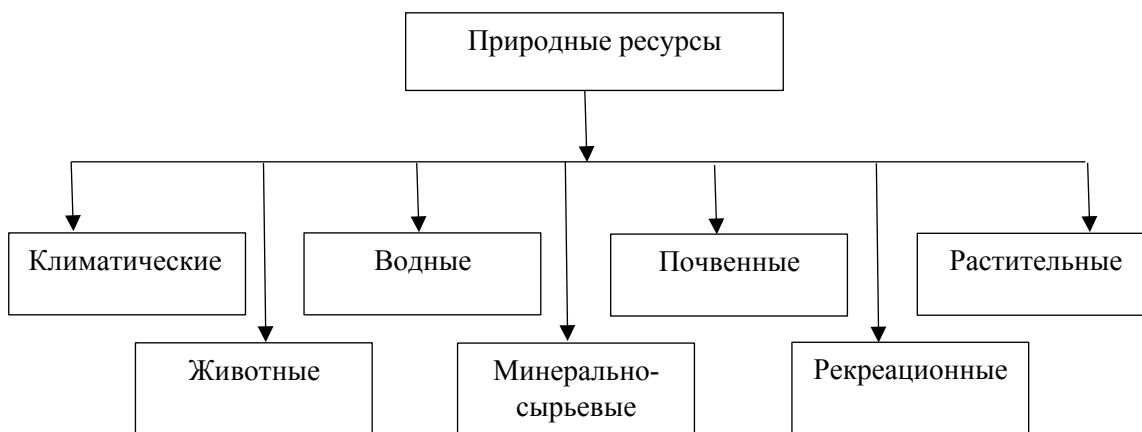 Природные ресурсы
Климатические
Водные
Почвенные
Растительные
Животные
Минерально-
сырьевые
Рекреационные